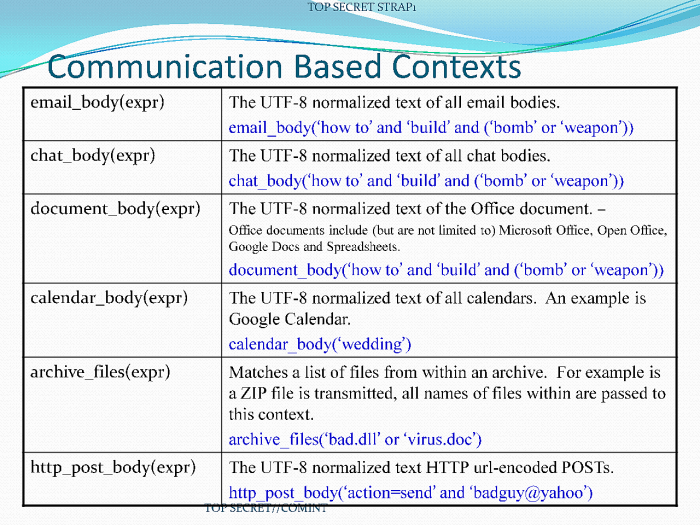 TOP SECRET STRAP1
Communication Based Contexts
email_body(expr)
The UTF-8 normalized text of all email bodies.
email_body('how to' and 'build' and ('bomb' or 'weapon'))
chat_body(expr)
The UTF-8 normalized text of all chat bodies.
chat_body('how to' and 'build' and ('bomb' or 'weapon'))
document_body(expr)
The UTF-8 normalized text of the Office document. –
Office documents include (but are not limited to) Microsoft Office, Open Office,
Google Docs and Spreadsheets.
document_body('how to' and 'build' and ('bomb' or 'weapon'))
calendar_body(expr)
The UTF-8 normalized text of all calendars.  An example is
Google Calendar.
calendar_body('wedding')
archive_files(expr)
Matches a list of files from within an archive.  For example is
a ZIP file is transmitted, all names of files within are passed to
this context.
archive_files('bad.dll' or 'virus.doc')
http_post_body(expr)
The UTF-8 normalized text HTTP url-encoded POSTs.
http_post_body('action=send' and 'badguy@yahoo')
TOP SECRET//COMINT